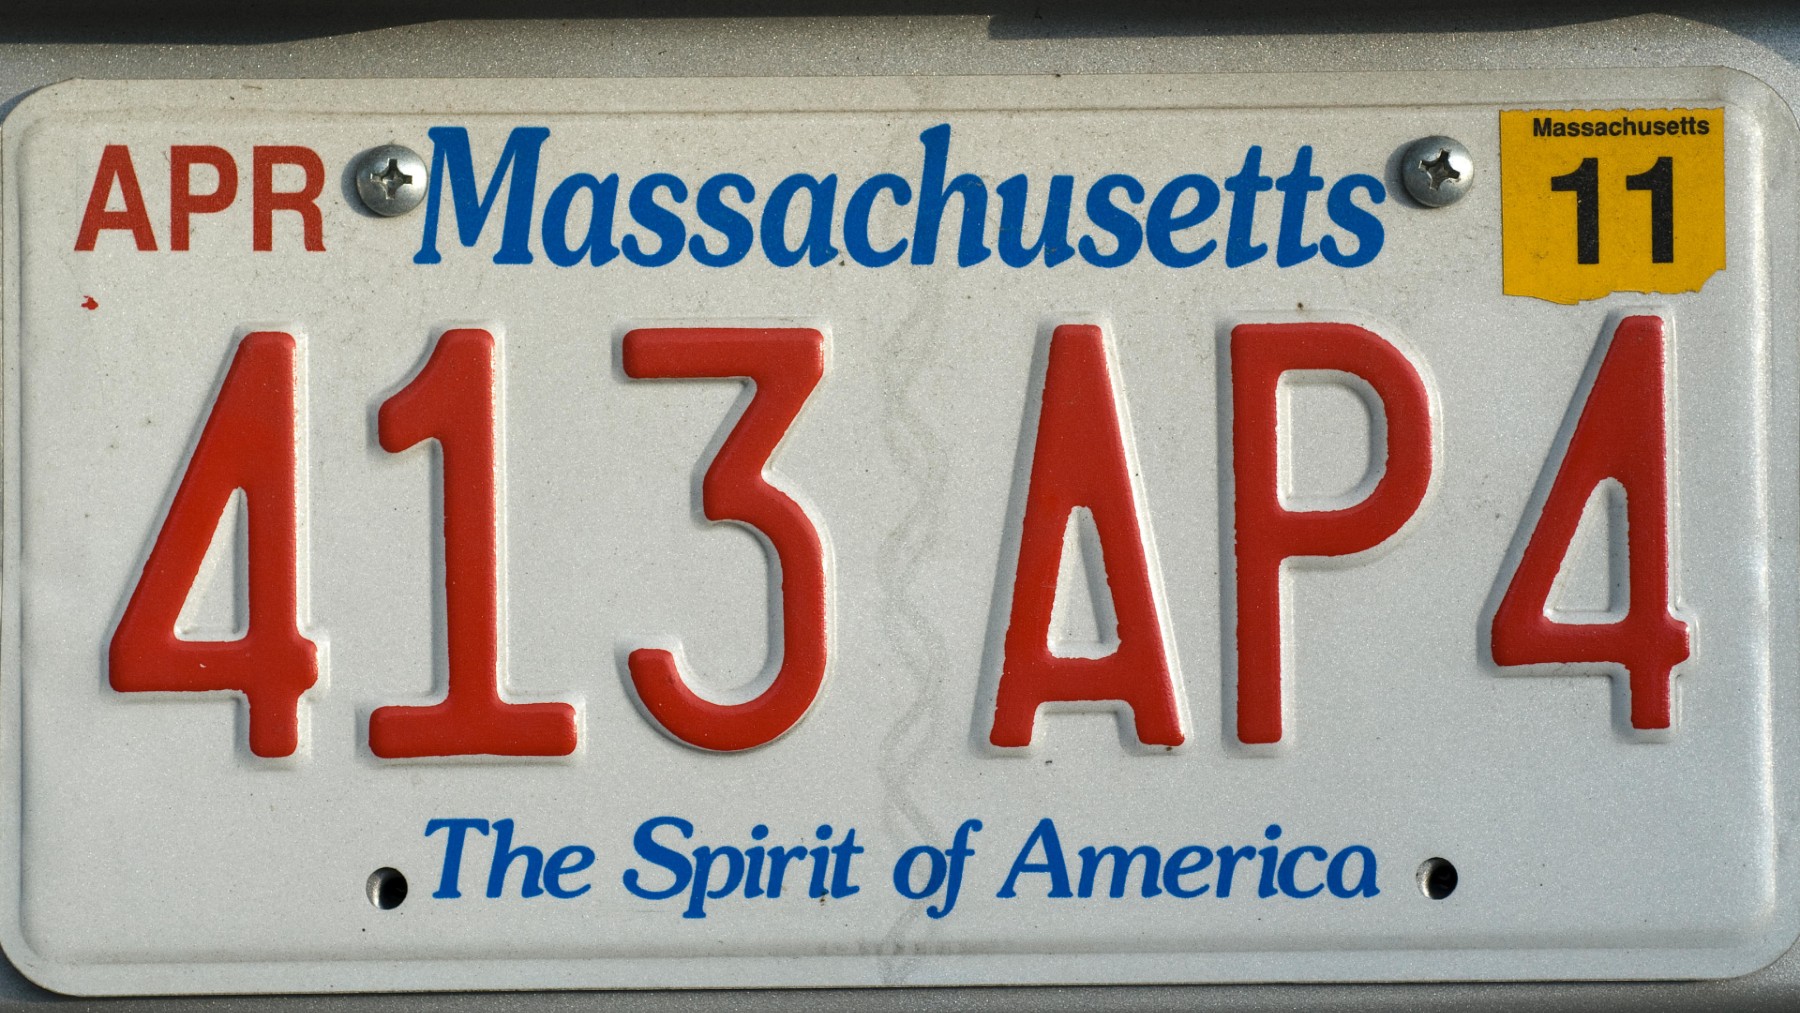 APR Massachusetts
Massachusetts
11
413 AP4
The Spirit of America